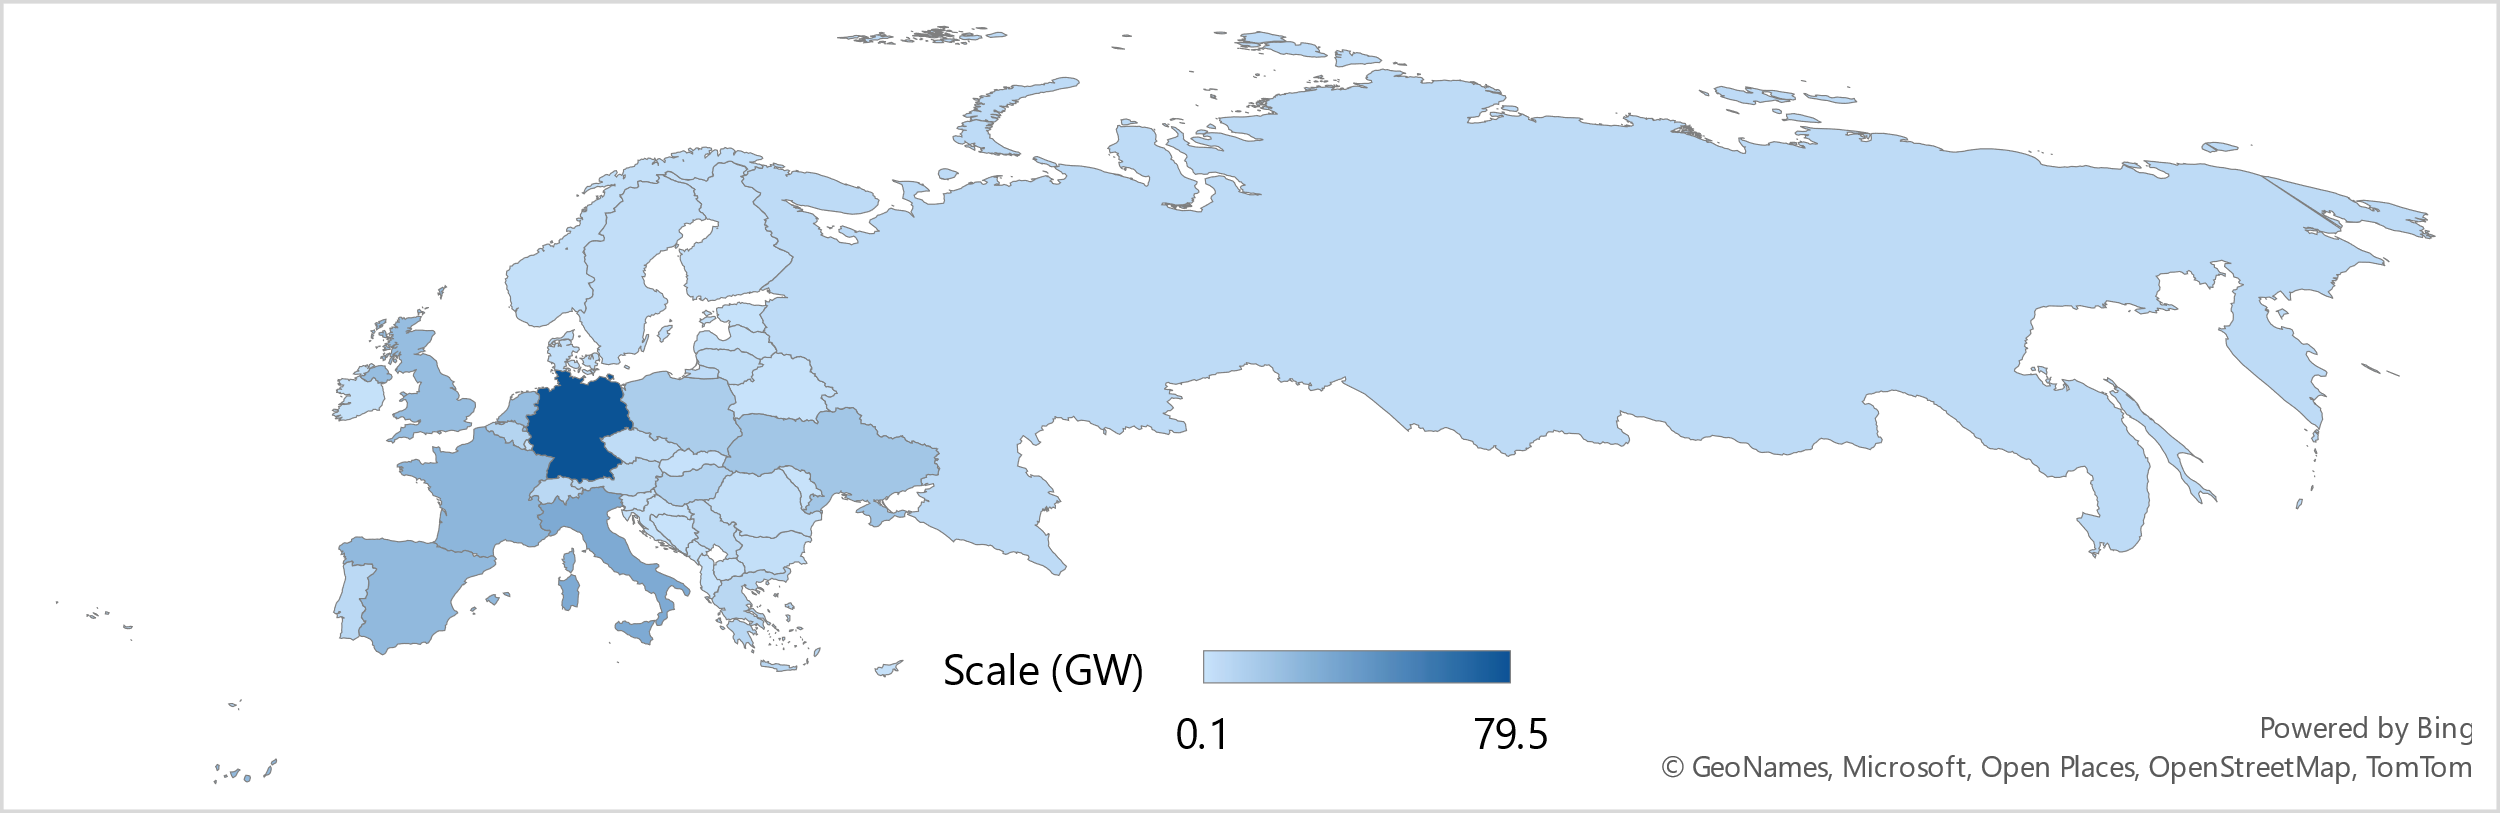 Scale (GW)
0.1
79.5
Powered by Bing
© GeoNames, Microsoft, Open Places, OpenStreetMap, TomTom